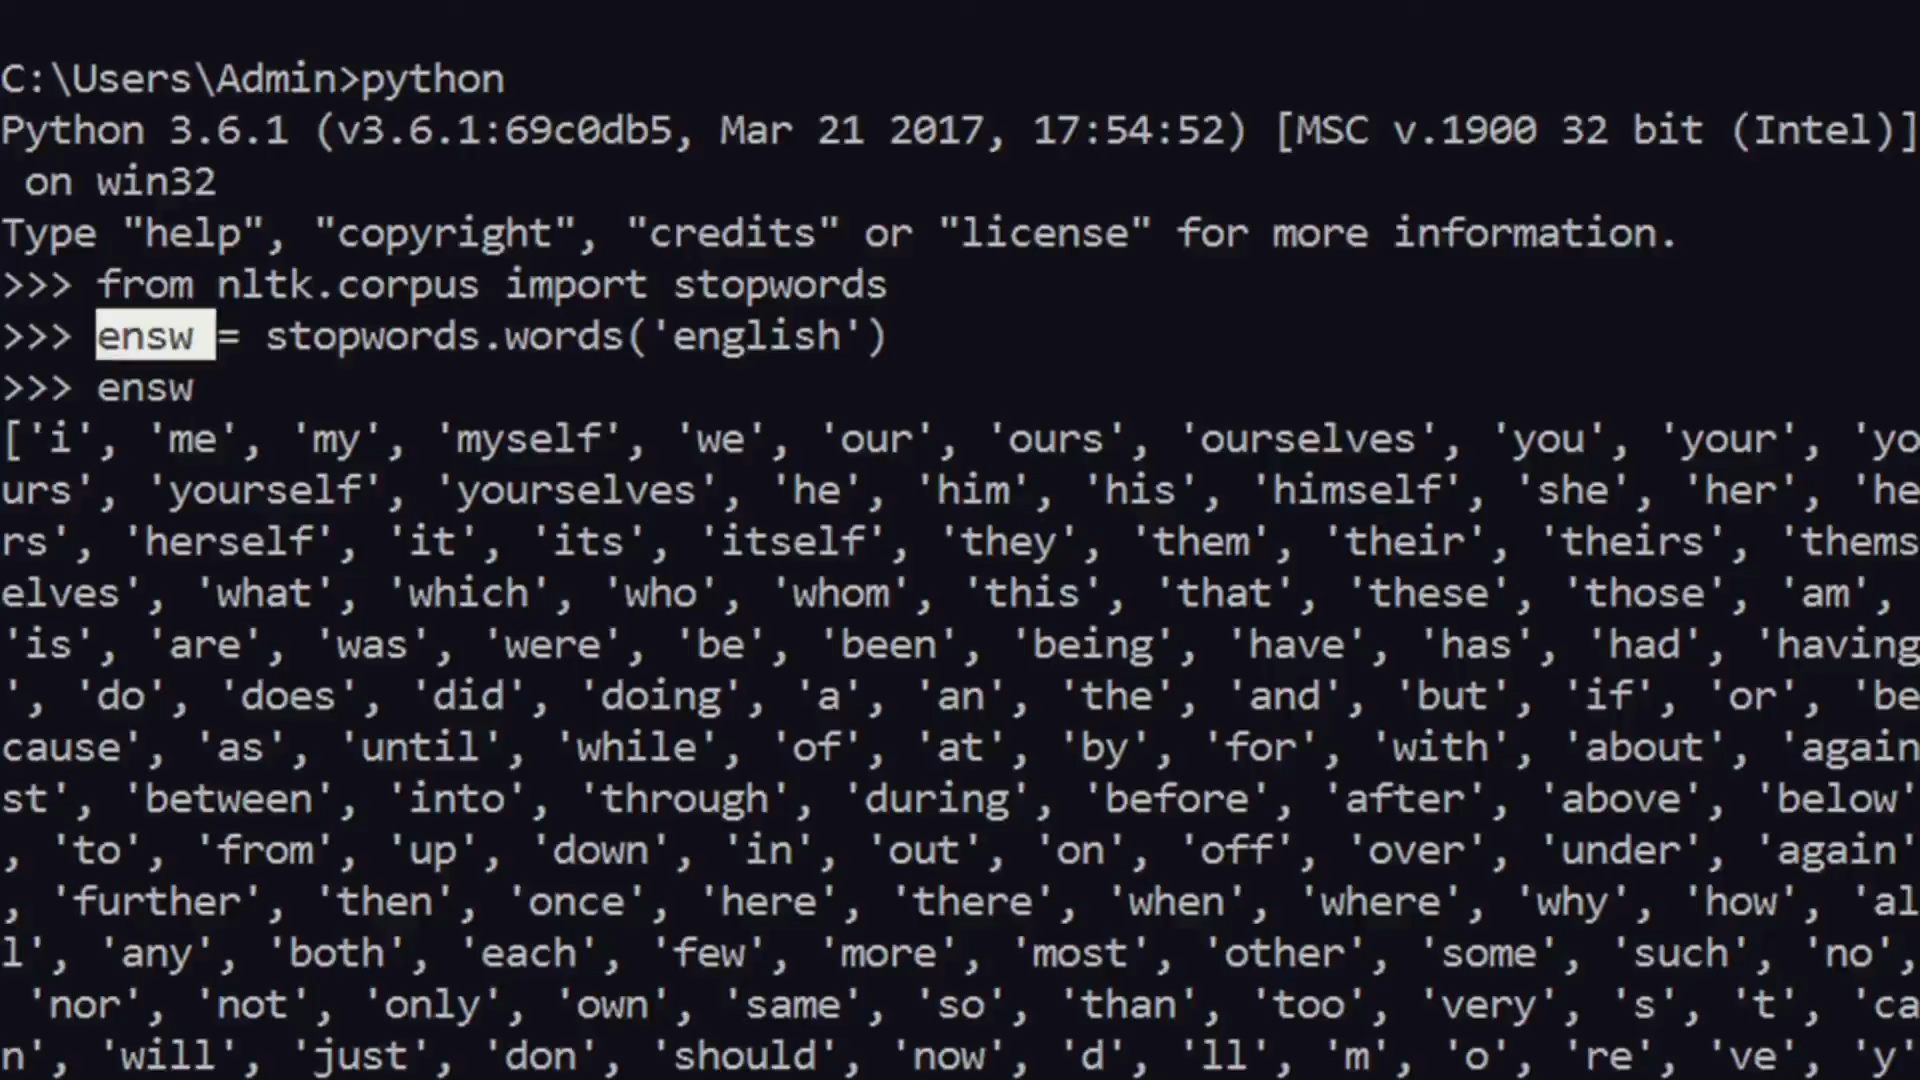 C:\Users\Admin>python
Python 3.6.1 (v3.6.1:69c0db5, Mar 21 2017, 17:54:52) [MSC v.1900 32 bit (Intel)]
 on win32
Type "help", "copyright", "credits" or "license" for more information.
>>> from nltk.corpus import stopwords
>>> ensw = stopwords.words('english')
>>> ensw
['i', 'me', 'my', 'myself', 'we', 'our', 'ours', 'ourselves', 'you', 'your', 'yo
urs', 'yourself', 'yourselves', 'he', 'him', 'his', 'himself', 'she', 'her', 'he
rs', 'herself', 'it', 'its', 'itself', 'they', 'them', 'their', 'theirs', 'thems
elves', 'what', 'which', 'who', 'whom', 'this', 'that', 'these', 'those', 'am',
'is', 'are', 'was', 'were', 'be', 'been', 'being', 'have', 'has', 'had', 'having
', 'do', 'does', 'did', 'doing', 'a', 'an', 'the', 'and', 'but', 'if', 'or', 'be
cause', 'as', 'until', 'while', 'of', 'at', 'by', 'for', 'with', 'about', 'again
st', 'between', 'into', 'through', 'during', 'before', 'after', 'above', 'below'
, 'to', 'from', 'up', 'down', 'in', 'out', 'on', 'off', 'over', 'under', 'again'
, 'further', 'then', 'once', 'here', 'there', 'when', 'where', 'why', 'how', 'al
l', 'any', 'both', 'each', 'few', 'more', 'most', 'other', 'some', 'such', 'no',
 'nor', 'not', 'only', 'own', 'same', 'so', 'than', 'too', 'very', 's', 't', 'ca
n', 'will', 'just', 'don', 'should', 'now', 'd', 'll', 'm', 'o', 're', 've', 'y'